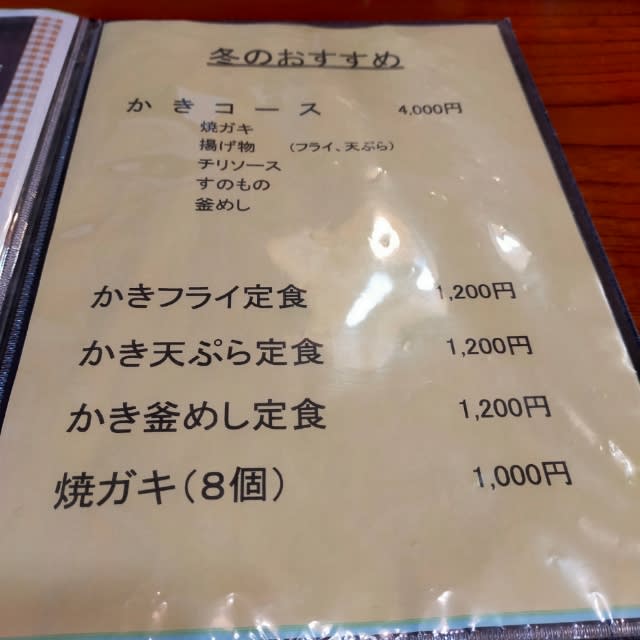 冬のおすすめ
かきコース 4,000円
焼ガキ
揚げ物 (フライ、天ぷら)
チリソース
すのもの
釜めし
かきフライ定食 1,200円
かき天ぷら定食 1,200円
かき釜めし定食 1,200円
焼ガキ(8個) 1,000円